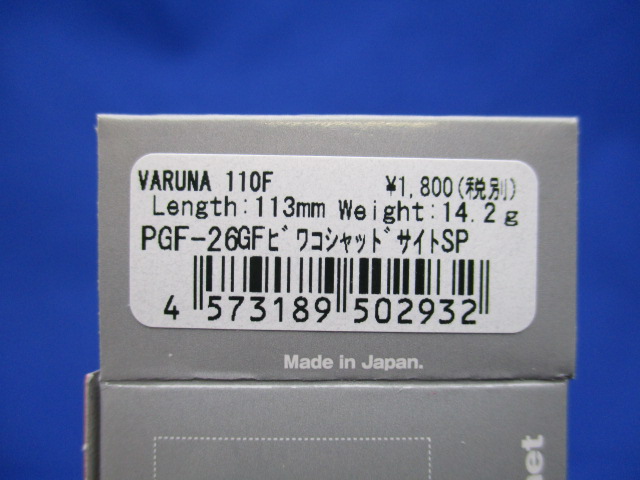 VARUNA 110F ¥1,800(税別)
Length:113mm Weight:14.2g
PGF-26GFﾋﾞﾜｺｼｬｯﾄﾞｻｲﾄSP
4 573189 502932
Made in Japan.
net